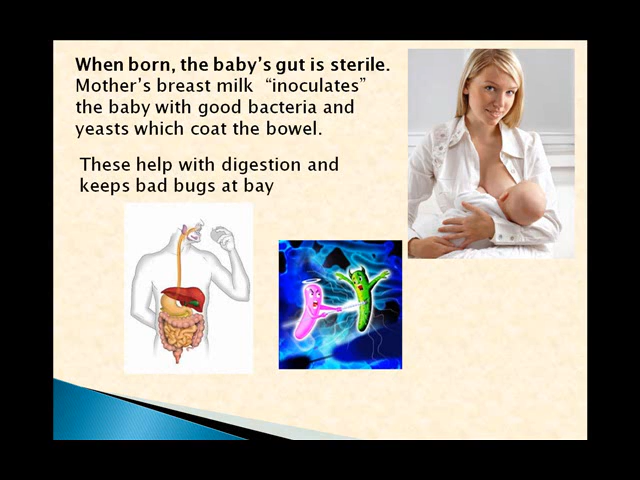 When born, the baby’s gut is sterile.
Mother’s breast milk “inoculates”
the baby with good bacteria and
yeasts which coat the bowel.
These help with digestion and
keeps bad bugs at bay